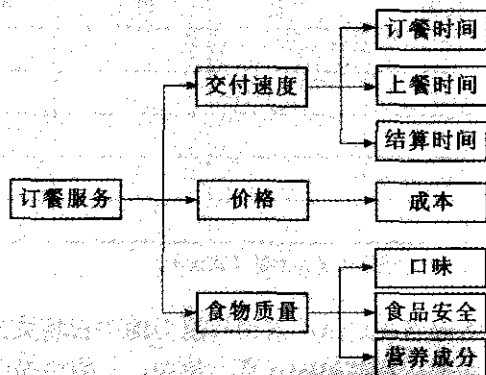 订餐时间
交付速度
上餐时间
结算时间
订餐服务
价格
成本
口味
食物质量
食品安全
营养成分